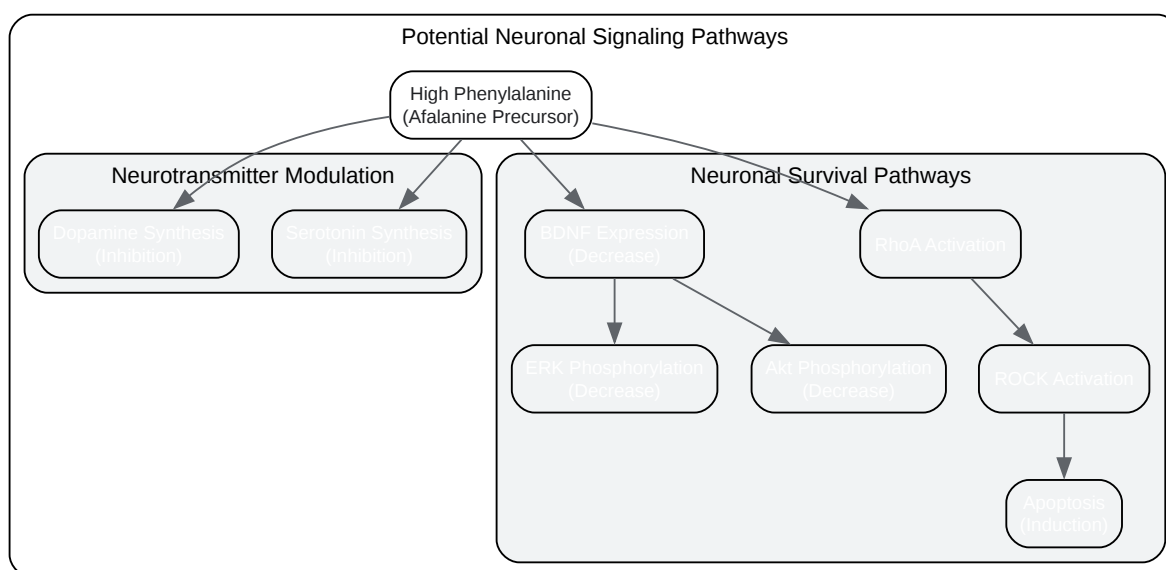 Potential Neuronal Signaling Pathways
High Phenylalanine
(Afalanine Precursor)
Neurotransmitter Modulation
Neuronal Survival Pathways
Dopamine Synthesis
(Inhibition)
Serotonin Synthesis
(Inhibition)
BDNF Expression
(Decrease)
RhoA Activation
ERK Phosphorylation
(Decrease)
Akt Phosphorylation
(Decrease)
ROCK Activation
Apoptosis
(Induction)